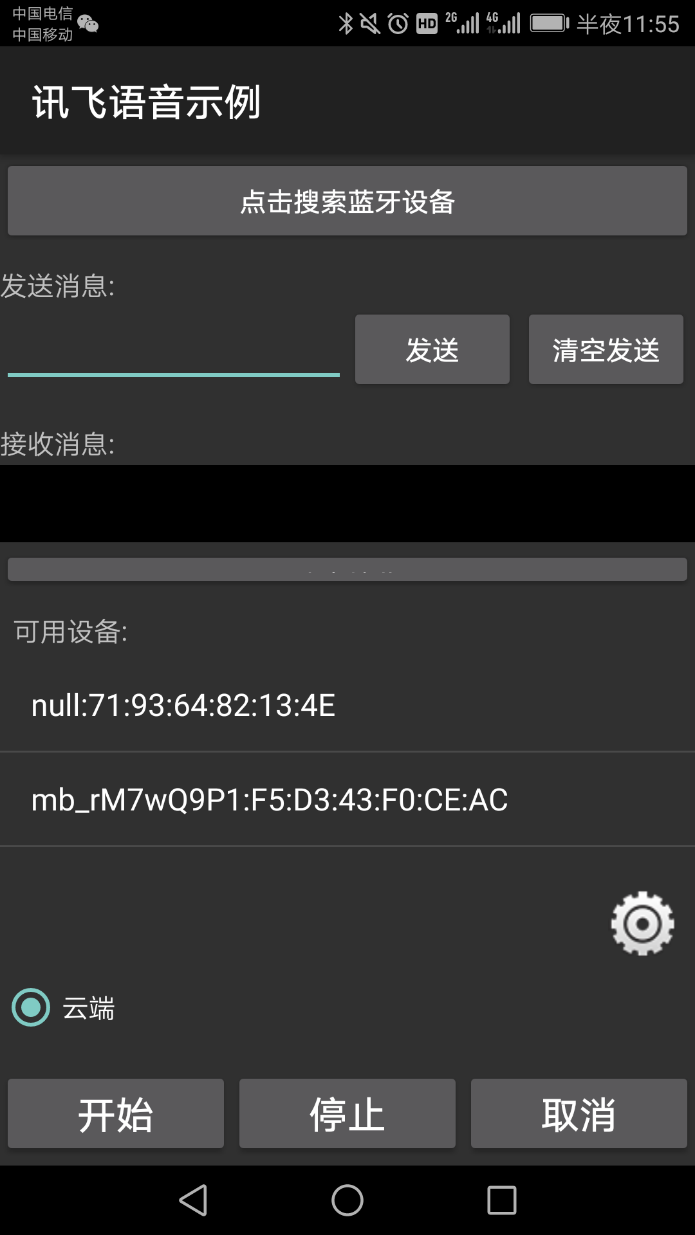 中国电信
中国移动
HD 2G 4G 半夜11:55
讯飞语音示例
点击搜索蓝牙设备
发送消息:
发送 清空发送
接收消息:
可用设备:
null:71:93:64:82:13:4E
mb_rM7wQ9P1:F5:D3:43:F0:CE:AC
云端
开始 停止 取消